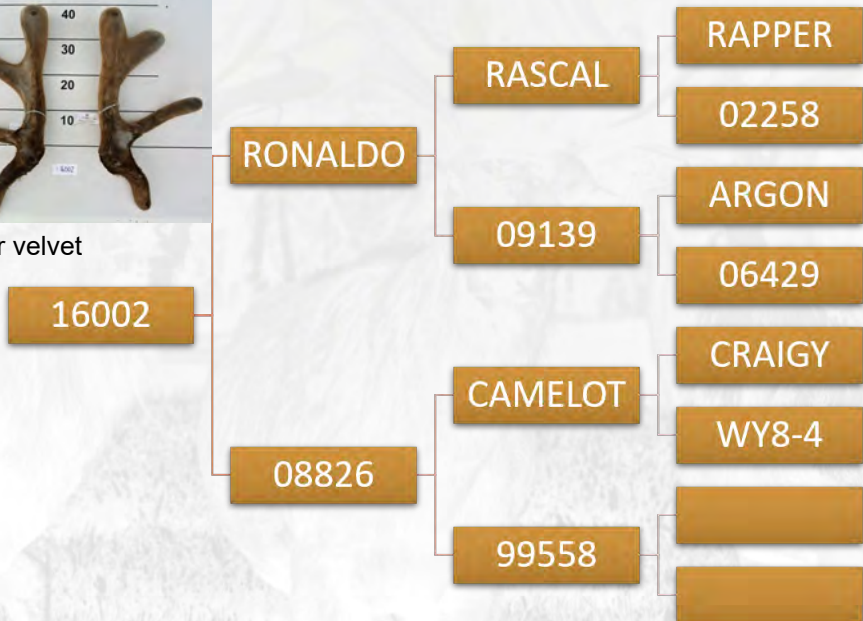 40
30
20
10
16002
r velvet
16002
RONALDO
08826
RASCAL
09139
CAMELOT
99558
RAPPER
02258
ARGON
06429
CRAIGY
WY8-4